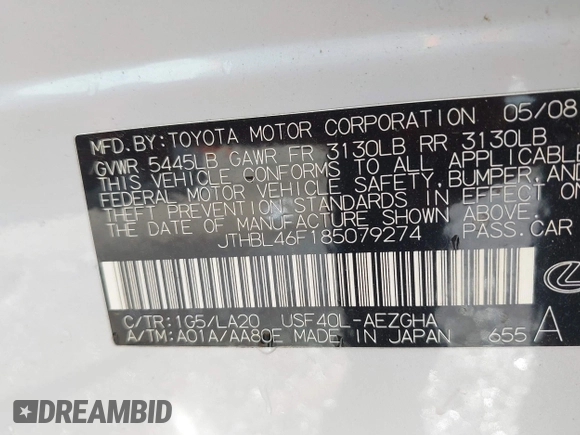 MFD.BY:TOYOTA MOTOR CORPORATION 05/08
GVWR 5445LB GAWR FR 3130LB RR 3130LB
THIS VEHICLE CONFORMS TO ALL APPLICABLE
FEDERAL MOTOR VEHICLE SAFETY,BUMPER,AND
THEFT PREVENTION STANDARDS IN EFFECT ON
THE DATE OF MANUFACTURE SHOWN ABOVE.
JTHBL46F185079274 PASS.CAR
C/TR:1G5/LA20 USF40L-AEZGHA
A/TM:A01A/AA80E MADE IN JAPAN 655 A
DREAMBID